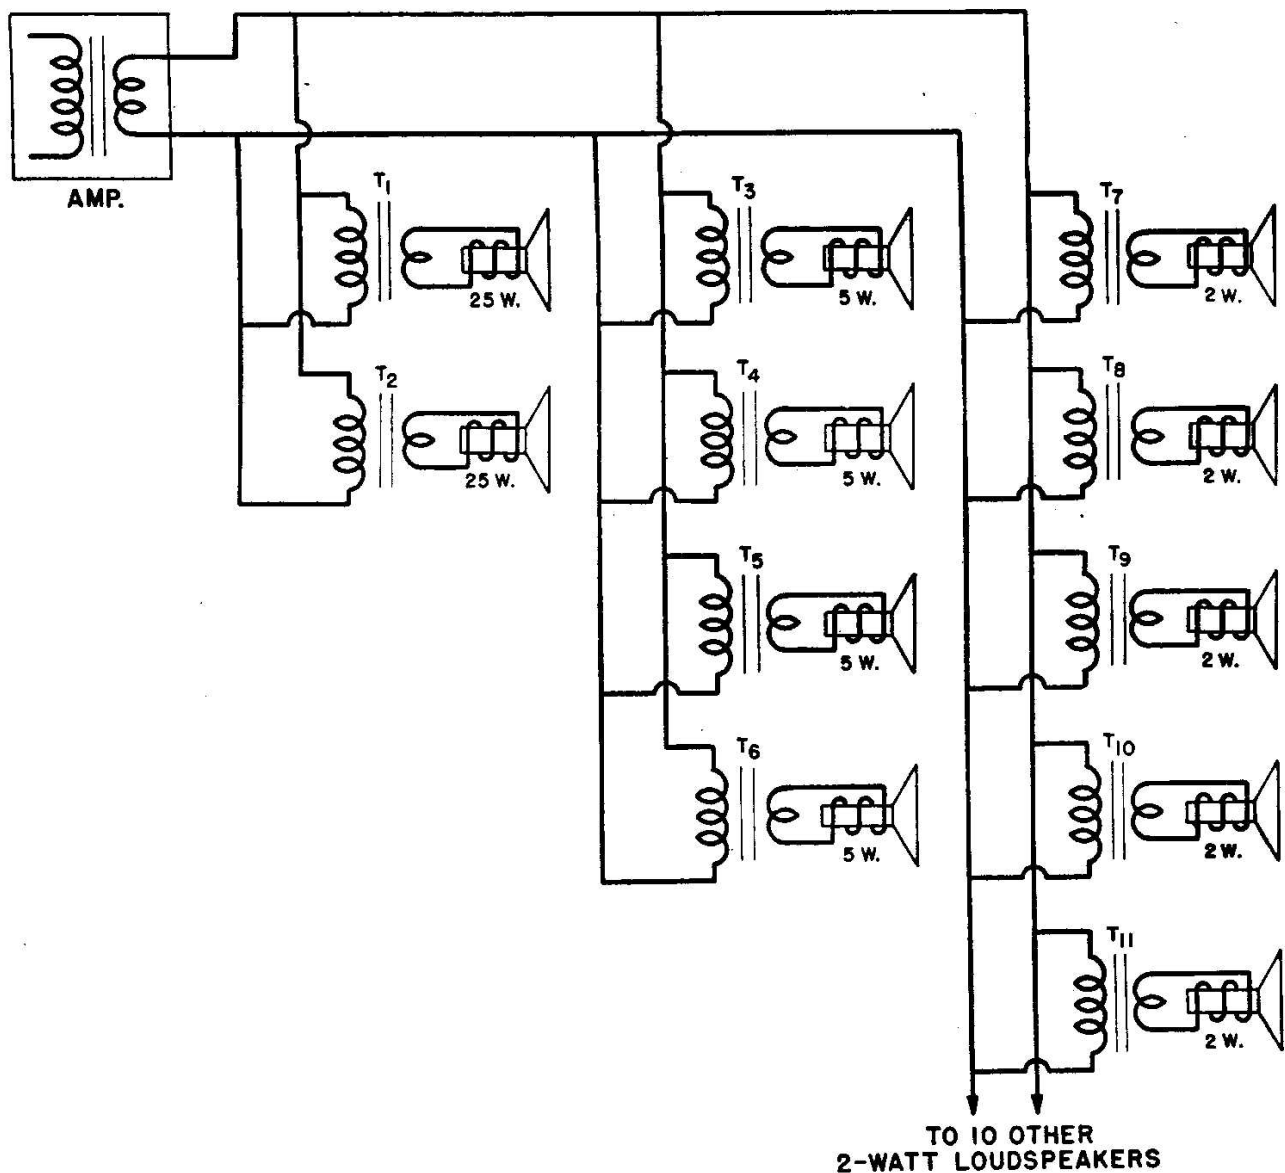 AMP.
T1
25 W.
T2
25 W.
T3
5 W.
T4
5 W.
T5
5 W.
T6
5 W.
T7
2 W.
T8
2 W.
T9
2 W.
T10
2 W.
T11
2 W.
TO 10 OTHER
2-WATT LOUDSPEAKERS